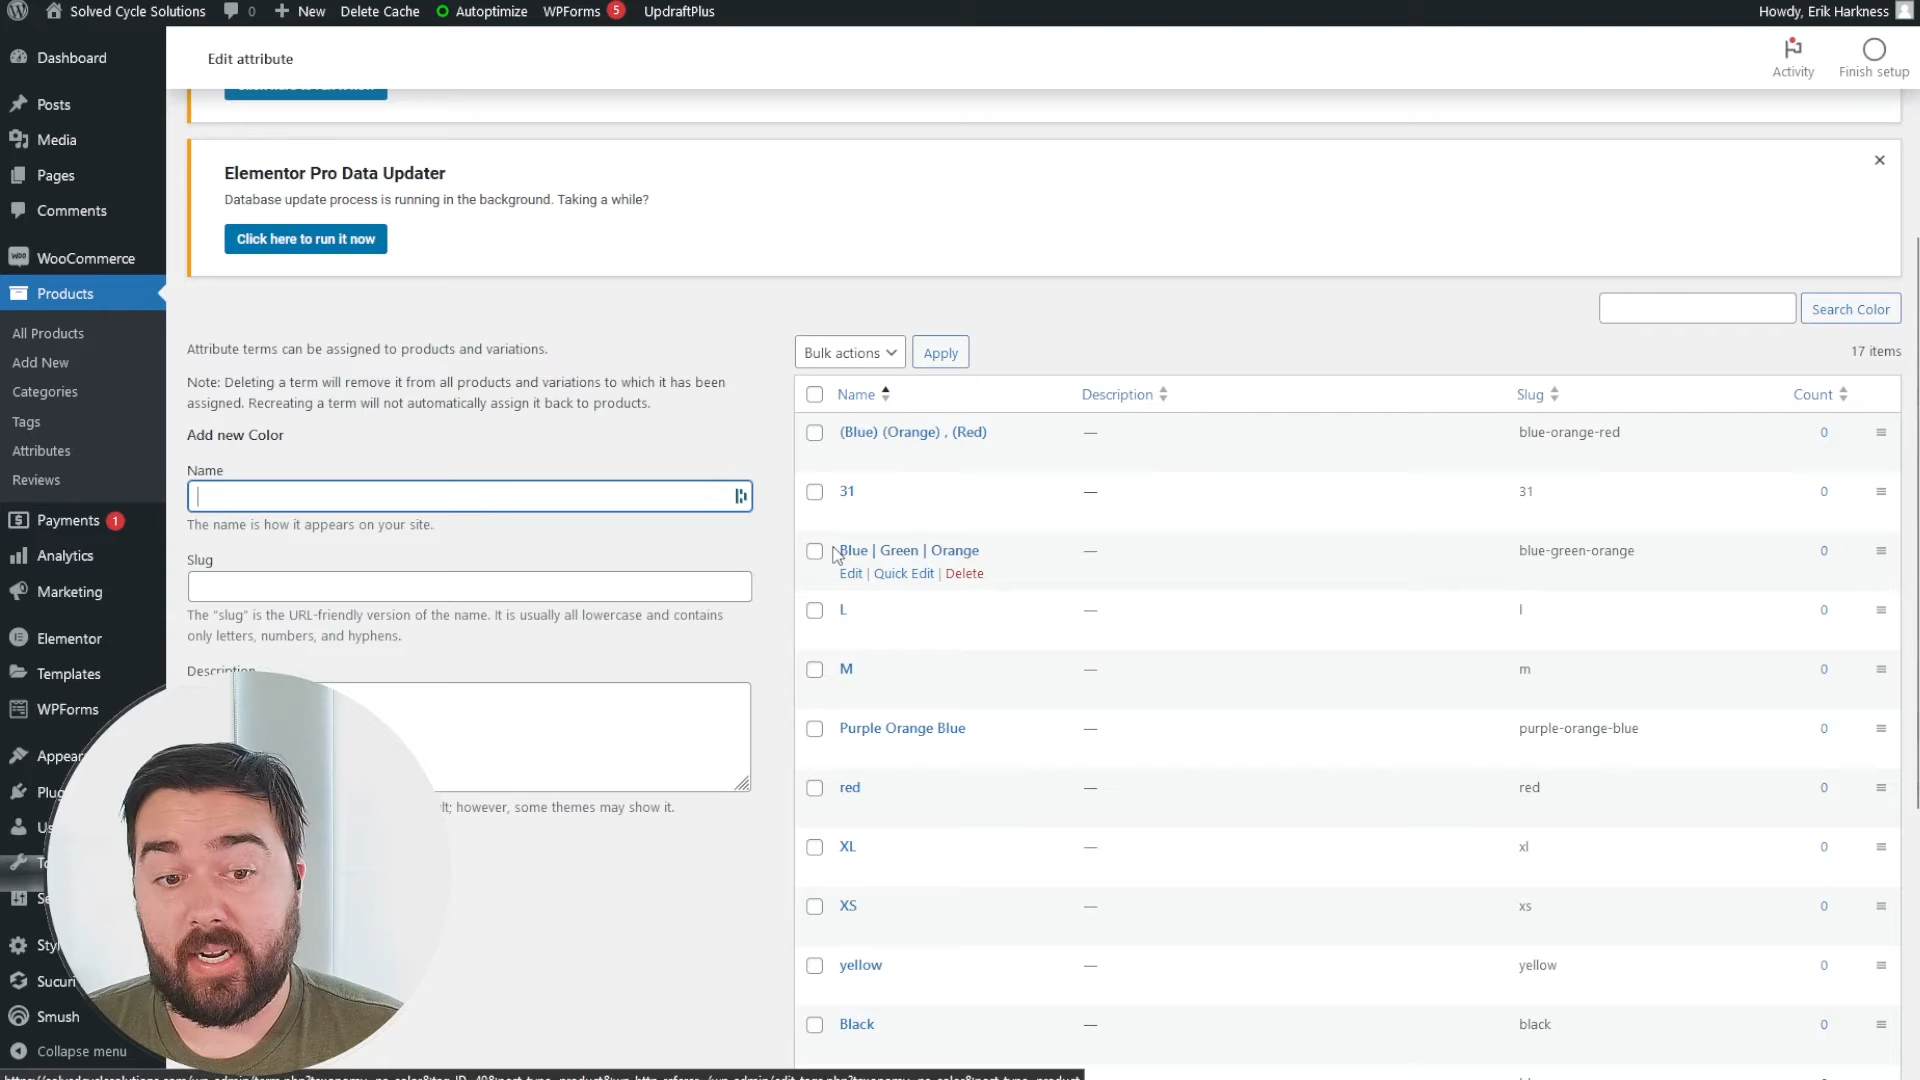 Solved Cycle Solutions 0 New Delete Cache Autoptimize WPForms 5 UpdraftPlus Howdy, Erik Harkness
Edit attribute
Activity
Finish setup
Dashboard
Posts
Media
Pages
Comments
WooCommerce
Products
All Products
Add New
Categories
Tags
Attributes
Reviews
Payments 1
Analytics
Marketing
Elementor
Templates
WPForms
Appear
Plug
Us
To
Se
Styl
Sucuri
Smush
Collapse menu
Elementor Pro Data Updater
Database update process is running in the background. Taking a while?
Click here to run it now
Search Color
Attribute terms can be assigned to products and variations.
Note: Deleting a term will remove it from all products and variations to which it has been
assigned. Recreating a term will not automatically assign it back to products.
Add new Color
Name
The name is how it appears on your site.
Slug
The "slug" is the URL-friendly version of the name. It is usually all lowercase and contains
only letters, numbers, and hyphens.
Description
lt; however, some themes may show it.
Bulk actions Apply 17 items
Name Description Slug Count
(Blue) (Orange) , (Red) — blue-orange-red 0
31 — 31 0
Blue | Green | Orange — blue-green-orange 0
Edit | Quick Edit | Delete
L — l 0
M — m 0
Purple Orange Blue — purple-orange-blue 0
red — red 0
XL — xl 0
XS — xs 0
yellow — yellow 0
Black — black 0